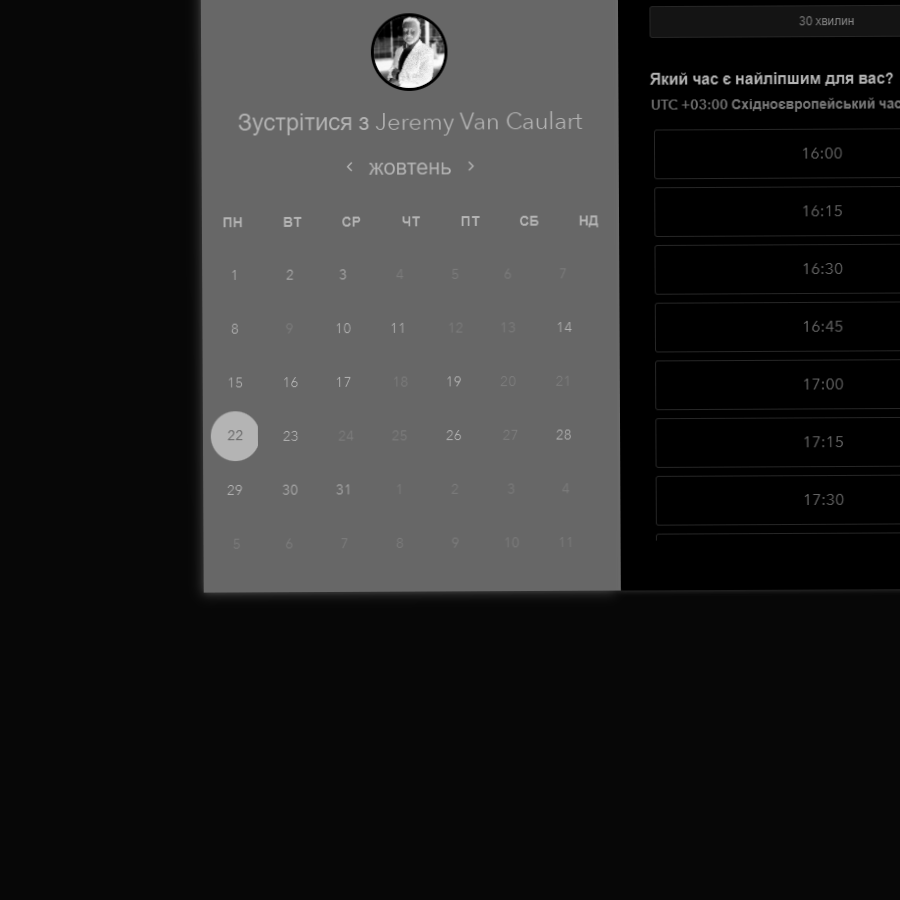 Зустрітися з Jeremy Van Caulart
< жовтень >
ПН ВТ СР ЧТ ПТ СБ НД
1 2 3 4 5 6 7
8 9 10 11 12 13 14
15 16 17 18 19 20 21
22 23 24 25 26 27 28
29 30 31 1 2 3 4
5 6 7 8 9 10 11
30 хвилин
Який час є найліпшим для вас?
UTC +03:00 Східноєвропейський час
16:00
16:15
16:30
16:45
17:00
17:15
17:30